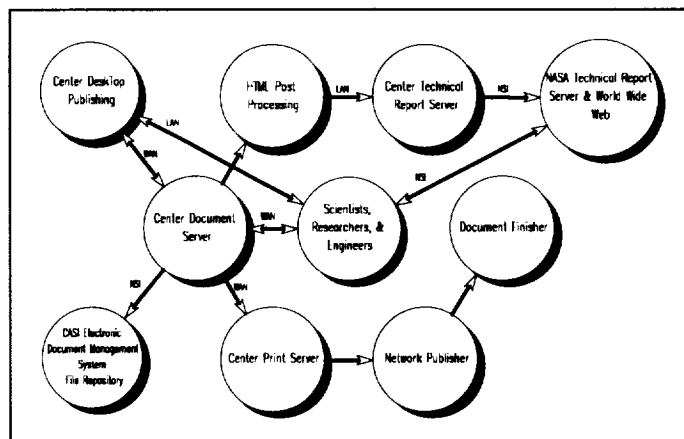 Center Desktop
Publishing
HTML Post
Processing
LAN
Center Technical
Report Server
NSI
NASA Technical Report
Server & World Wide
Web
LAN
WAN
NSI
Center Document
Server
WAN
Scientists,
Researchers, &
Engineers
Document Finisher
NSI
WAN
CASI Electronic
Document Management
System
File Repository
Center Print Server
Network Publisher